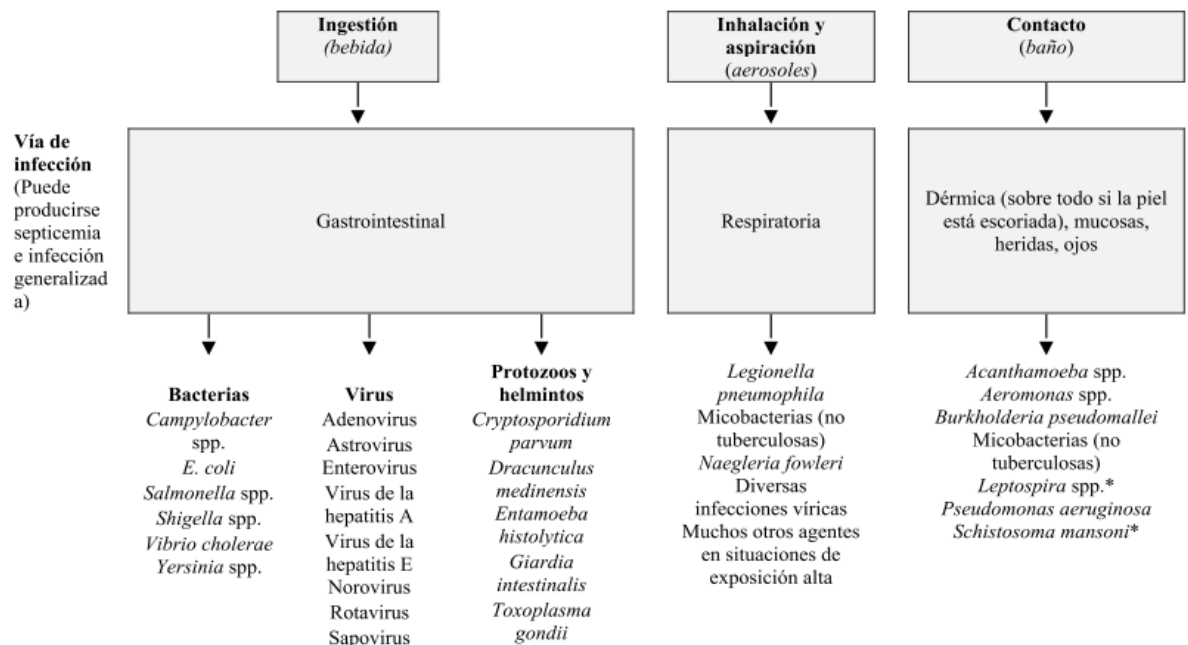 Ingestión
(bebida)
Inhalación y
aspiración
(aerosoles)
Contacto
(baño)
Vía de
infección
(Puede
producirse
septicemia
e infección
generalizad
a)
Gastrointestinal
Respiratoria
Dérmica (sobre todo si la piel
está escoriada), mucosas,
heridas, ojos
Bacterias
Campylobacter
spp.
E. coli
Salmonella spp.
Shigella spp.
Vibrio cholerae
Yersinia spp.
Virus
Adenovirus
Astrovirus
Enterovirus
Virus de la
hepatitis A
Virus de la
hepatitis E
Norovirus
Rotavirus
Sapovirus
Protozoos y
helmintos
Cryptosporidium
parvum
Dracunculus
medinensis
Entamoeba
histolytica
Giardia
intestinalis
Toxoplasma
gondii
Legionella
pneumophila
Micobacterias (no
tuberculosas)
Naegleria fowleri
Diversas
infecciones víricas
Muchos otros agentes
en situaciones de
exposición alta
Acanthamoeba spp.
Aeromonas spp.
Burkholderia pseudomallei
Micobacterias (no
tuberculosas)
Leptospira spp.*
Pseudomonas aeruginosa
Schistosoma mansoni*